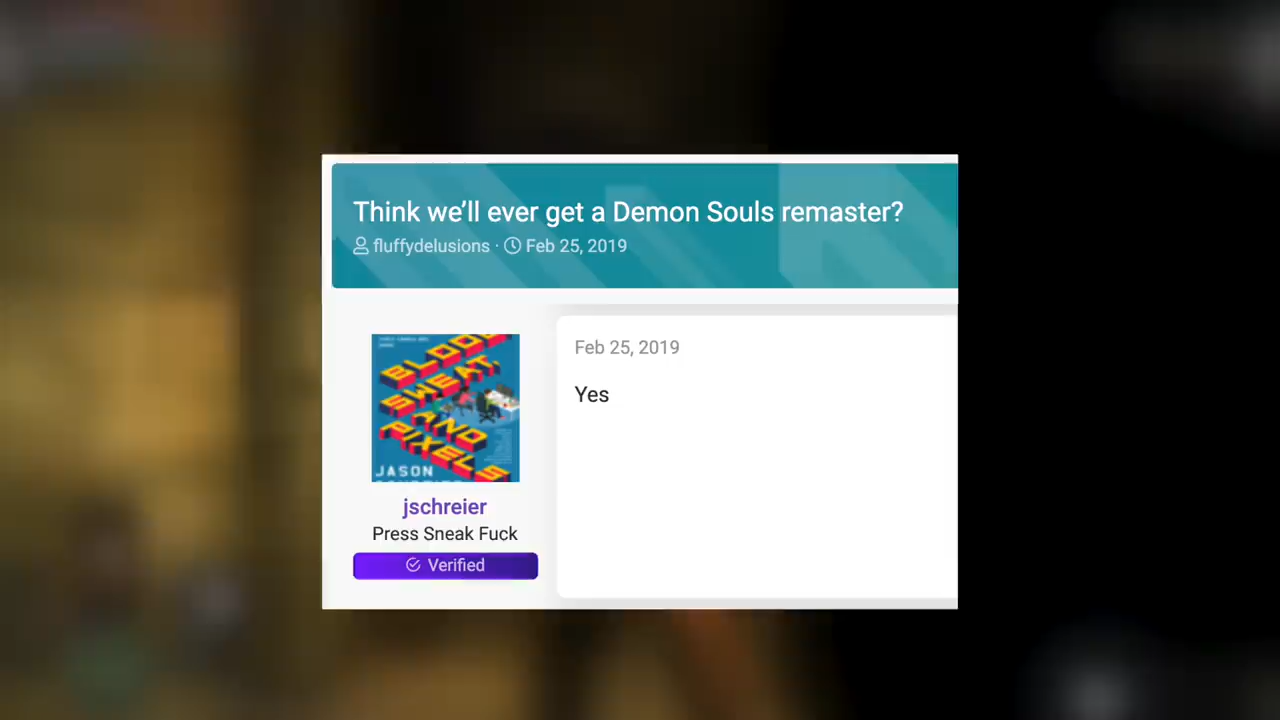 Think we'll ever get a Demon Souls remaster?
fluffydelusions · Feb 25, 2019
Feb 25, 2019
Yes
BLOOD
SWEAT,
AND
PIXELS
JASON
jschreier
Press Sneak Fuck
Verified